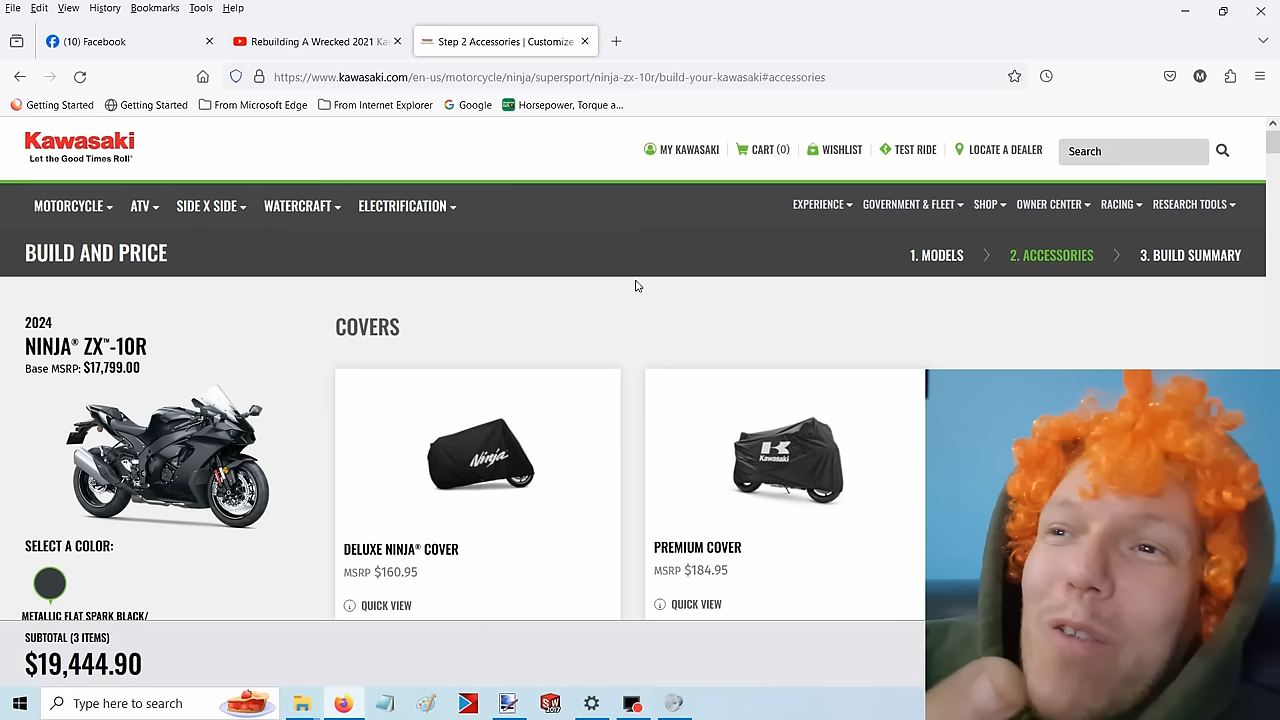 File Edit View History Bookmarks Tools Help
(10) Facebook
Rebuilding A Wrecked 2021 Ka
Step 2 Accessories | Customize
https://www.kawasaki.com/en-us/motorcycle/ninja/supersport/ninja-zx-10r/build-your-kawasaki#accessories
M
Getting Started Getting Started From Microsoft Edge From Internet Explorer Google Horsepower, Torque a...
Kawasaki
Let the Good Times Roll®
MY KAWASAKI CART (0) WISHLIST TEST RIDE LOCATE A DEALER Search
MOTORCYCLE ATV SIDE X SIDE WATERCRAFT ELECTRIFICATION EXPERIENCE GOVERNMENT & FLEET SHOP OWNER CENTER RACING RESEARCH TOOLS
BUILD AND PRICE 1. MODELS 2. ACCESSORIES 3. BUILD SUMMARY
2024
NINJA® ZX™-10R
Base MSRP: $17,799.00
SELECT A COLOR:
METALLIC FLAT SPARK BLACK/
COVERS
Ninja
DELUXE NINJA® COVER
MSRP $160.95
QUICK VIEW
K
Kawasaki
PREMIUM COVER
MSRP $184.95
QUICK VIEW
SUBTOTAL (3 ITEMS)
$19,444.90
Type here to search